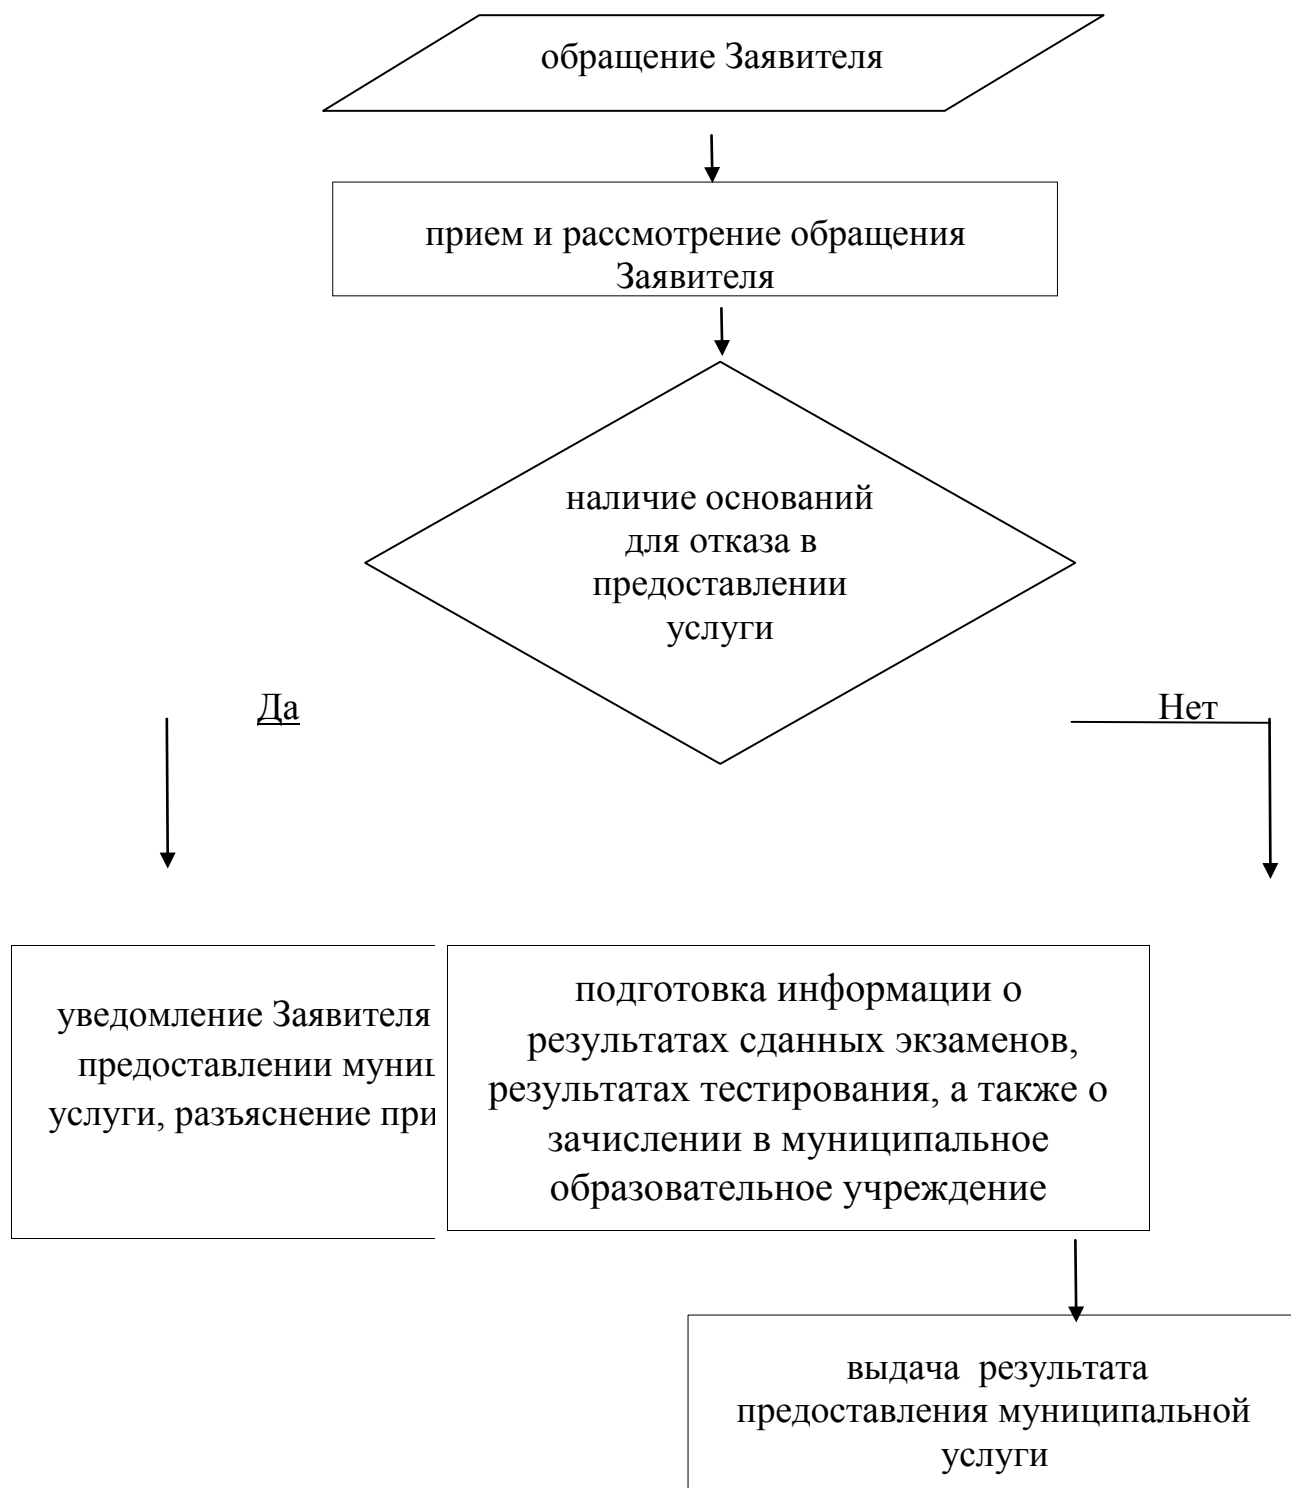 обращение Заявителя
прием и рассмотрение обращения
Заявителя
наличие оснований
для отказа в
предоставлении
услуги
Да
Нет
уведомление Заявителя
предоставлении
услуги, разъяснение
подготовка информации о
результатах сданных экзаменов,
результатах тестирования, а также о
зачислении в муниципальное
образовательное учреждение
выдача  результата
предоставления муниципальной
услуги